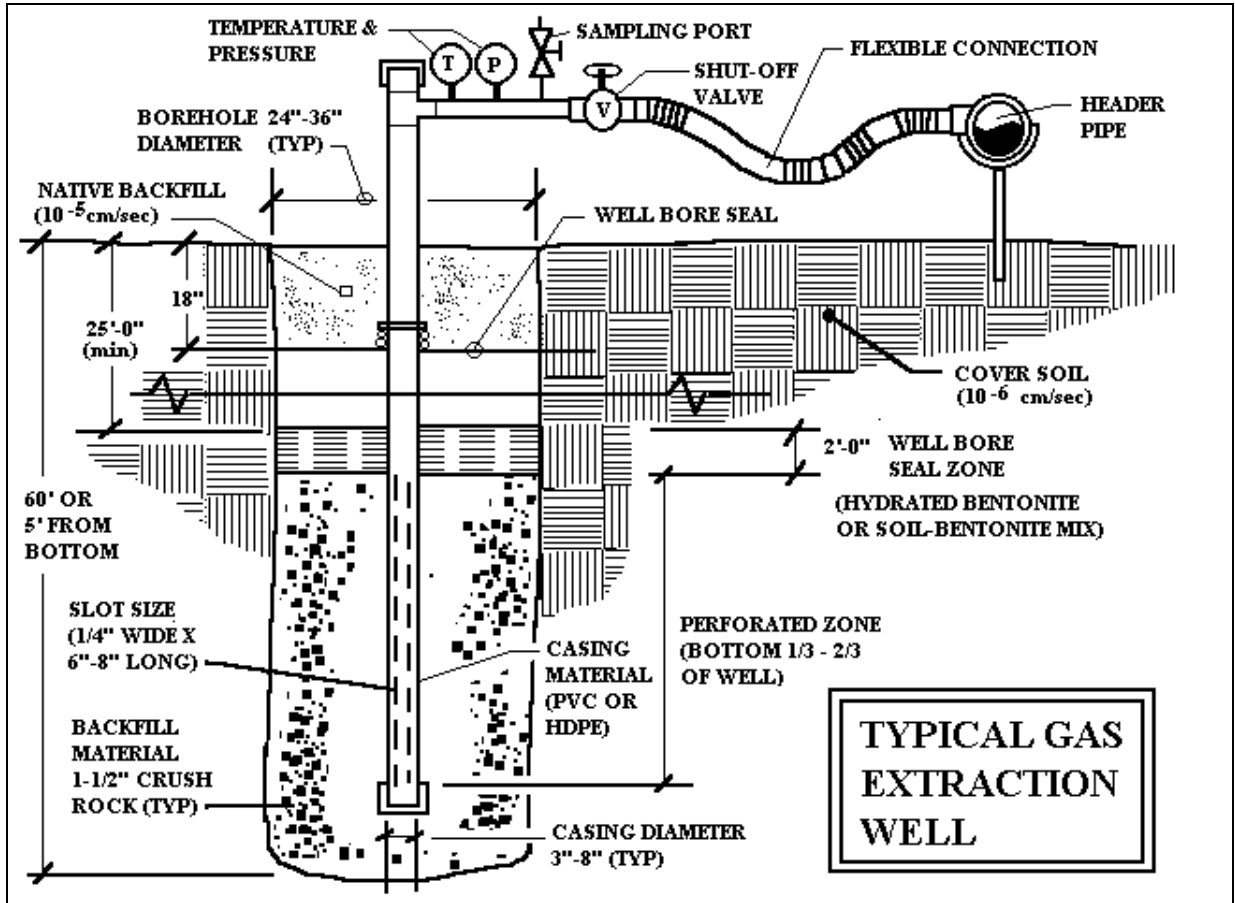 TEMPERATURE &
PRESSURE
T
P
SAMPLING PORT
SHUT-OFF
VALVE
V
FLEXIBLE CONNECTION
HEADER
PIPE
BOREHOLE 24"-36"
DIAMETER (TYP)
NATIVE BACKFILL
(10 -5 cm/sec)
WELL BORE SEAL
18"
25'-0"
(min)
COVER SOIL
(10 -6 cm/sec)
2'-0" WELL BORE
SEAL ZONE
(HYDRATED BENTONITE
OR SOIL-BENTONITE MIX)
60' OR
5' FROM
BOTTOM
SLOT SIZE
(1/4" WIDE X
6"-8" LONG)
CASING
MATERIAL
(PVC OR
HDPE)
PERFORATED ZONE
(BOTTOM 1/3 - 2/3
OF WELL)
BACKFILL
MATERIAL
1-1/2" CRUSH
ROCK (TYP)
CASING DIAMETER
3"-8" (TYP)
TYPICAL GAS
EXTRACTION
WELL